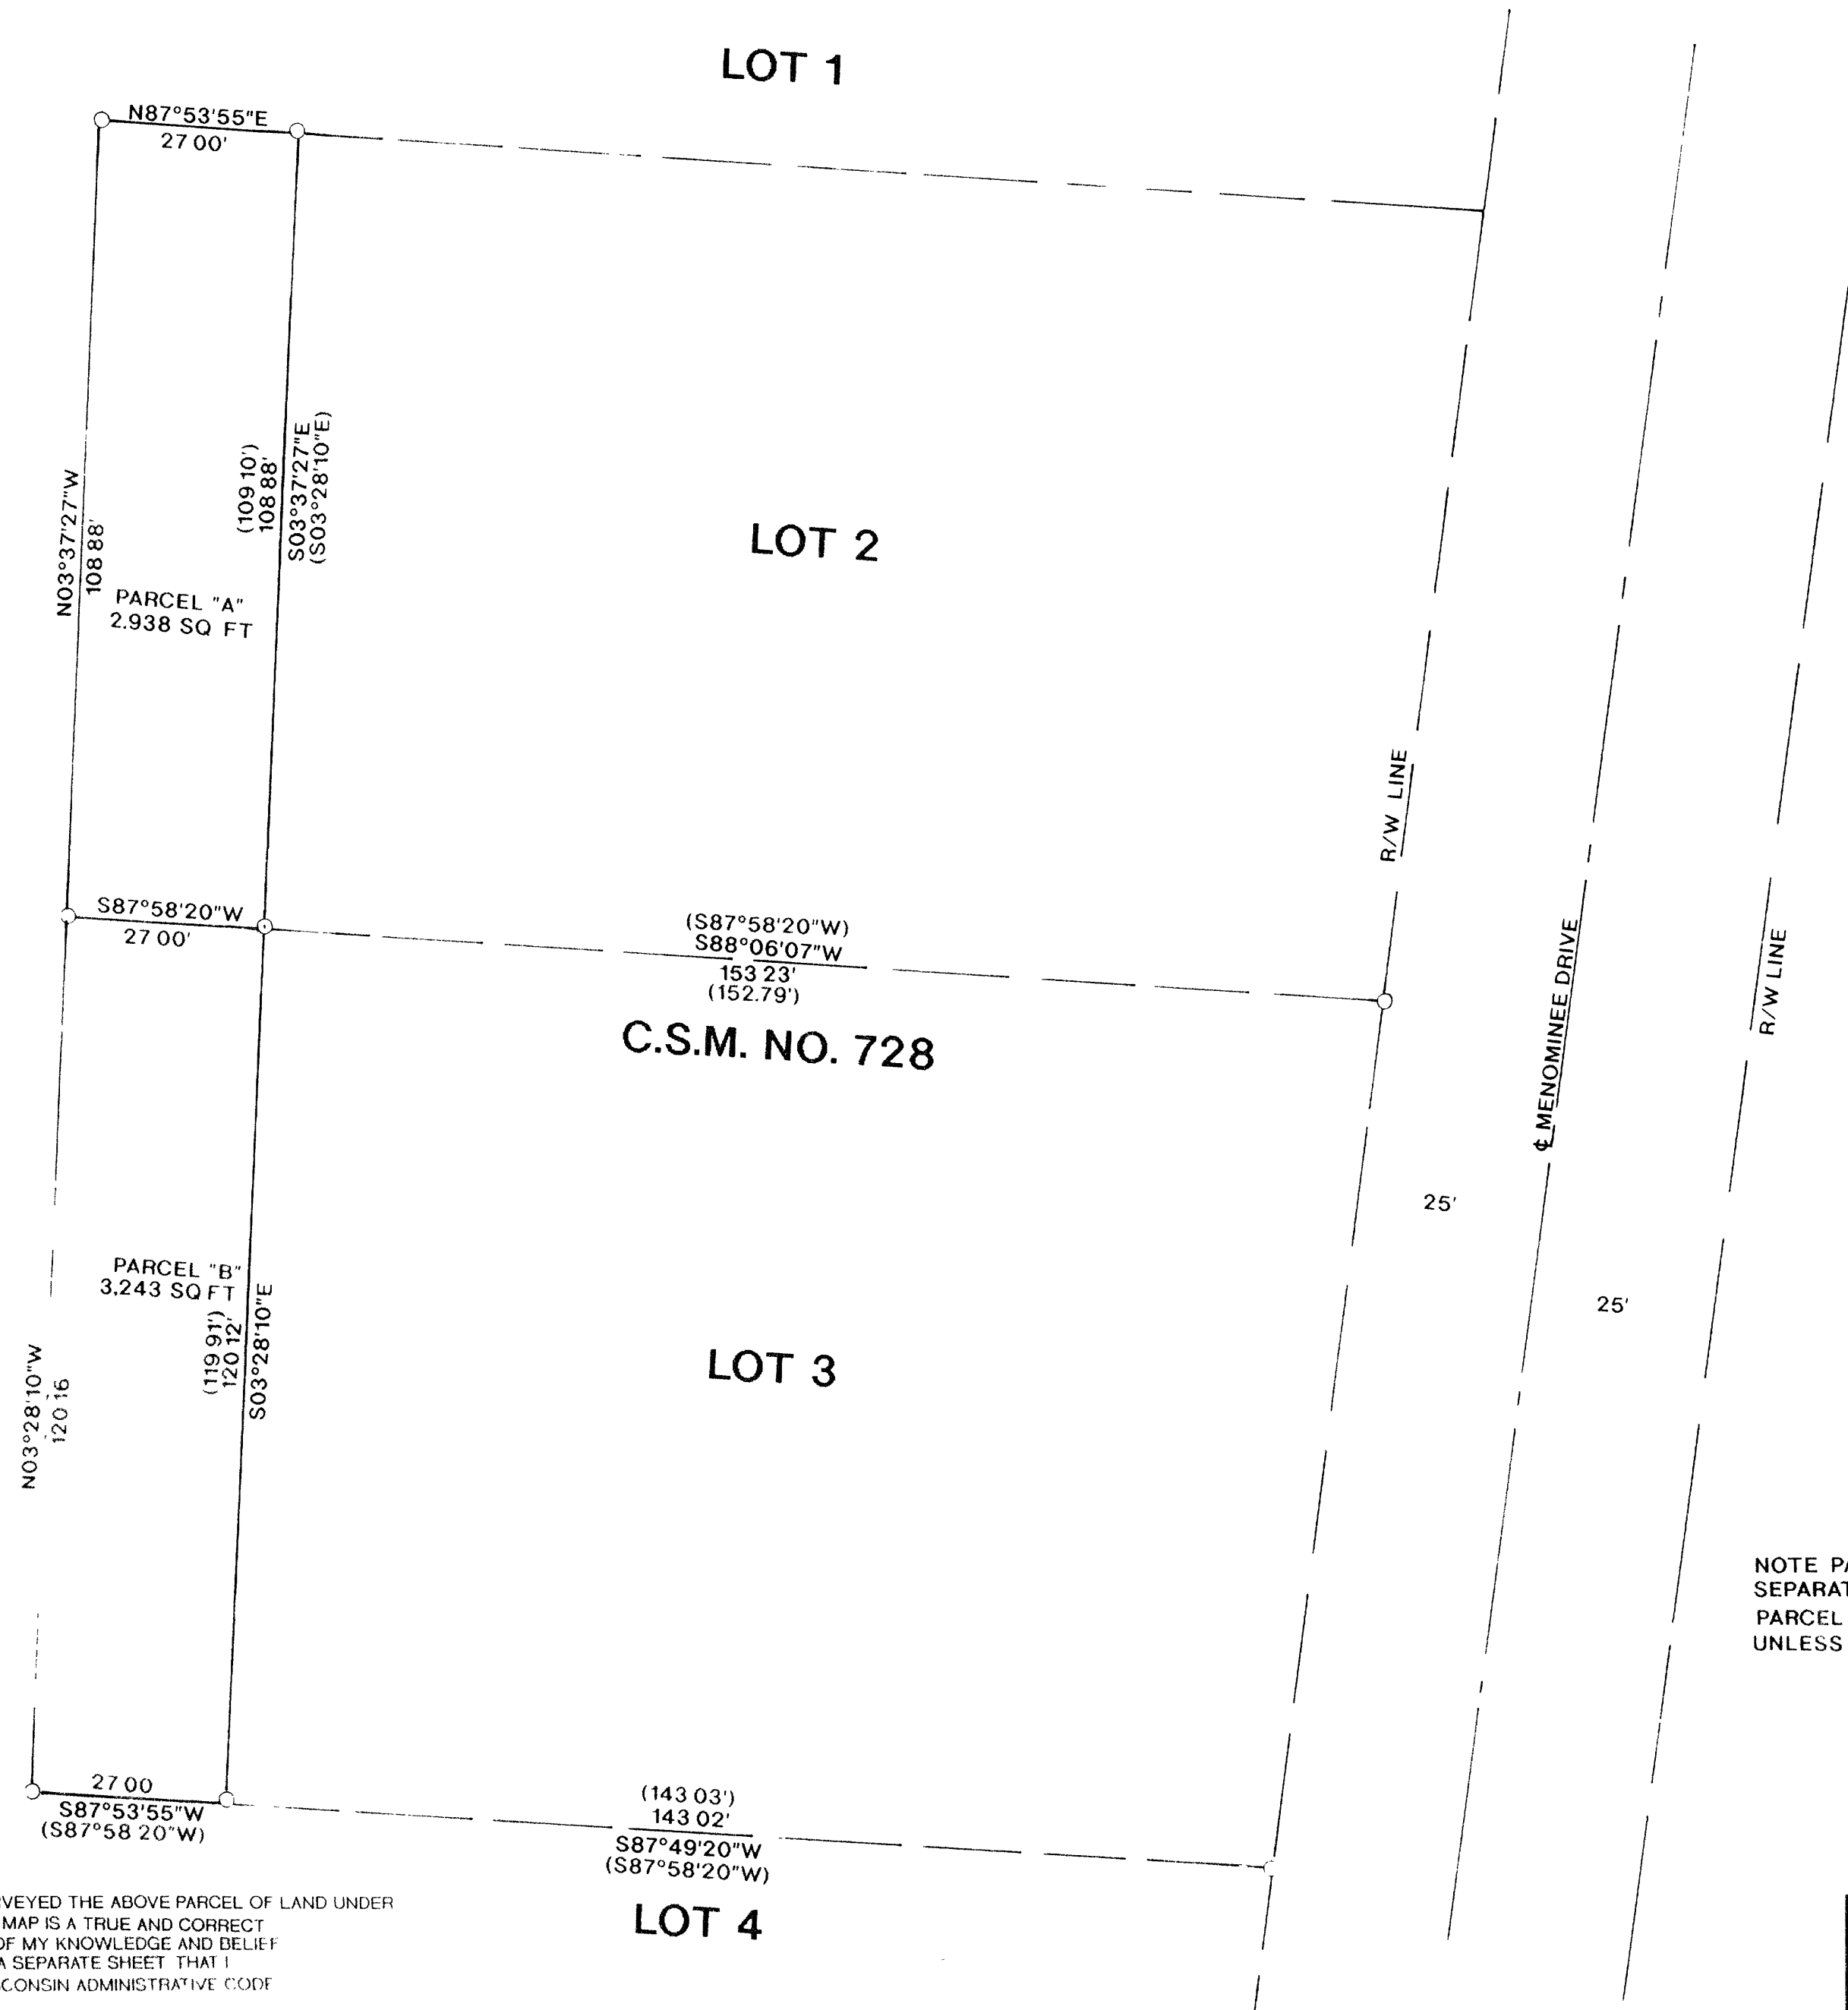 LOT 1
N87°53'55"E
27 00'
N03°37'27"W
108 88'
(109 10')
108 88'
S03°37'27"E
(S03°28'10"E)
PARCEL "A"
2.938 SQ FT
LOT 2
R/W LINE
S87°58'20"W
27 00'
(S87°58'20"W)
S88°06'07"W
153 23'
(152.79')
C.S.M. NO. 728
℄ MENOMINEE DRIVE
R/W LINE
25'
25'
PARCEL "B"
3,243 SQ FT
(119 91')
120 12'
S03°28'10"E
N03°28'10"W
120 16
LOT 3
NOTE PA
SEPARAT
PARCEL
UNLESS
27 00
S87°53'55"W
(S87°58 20"W)
(143 03')
143 02'
S87°49'20"W
(S87°58'20"W)
LOT 4
RVEYED THE ABOVE PARCEL OF LAND UNDER
MAP IS A TRUE AND CORRECT
OF MY KNOWLEDGE AND BELIEF
A SEPARATE SHEET THAT I
CONSIN ADMINISTRATIVE CODE